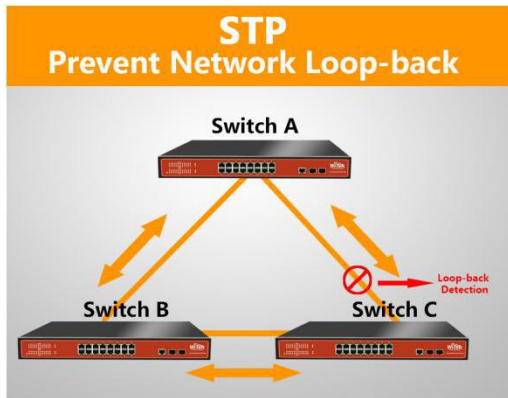 STP
Prevent Network Loop-back
Switch A
Loop-back
Detection
Switch B
Switch C